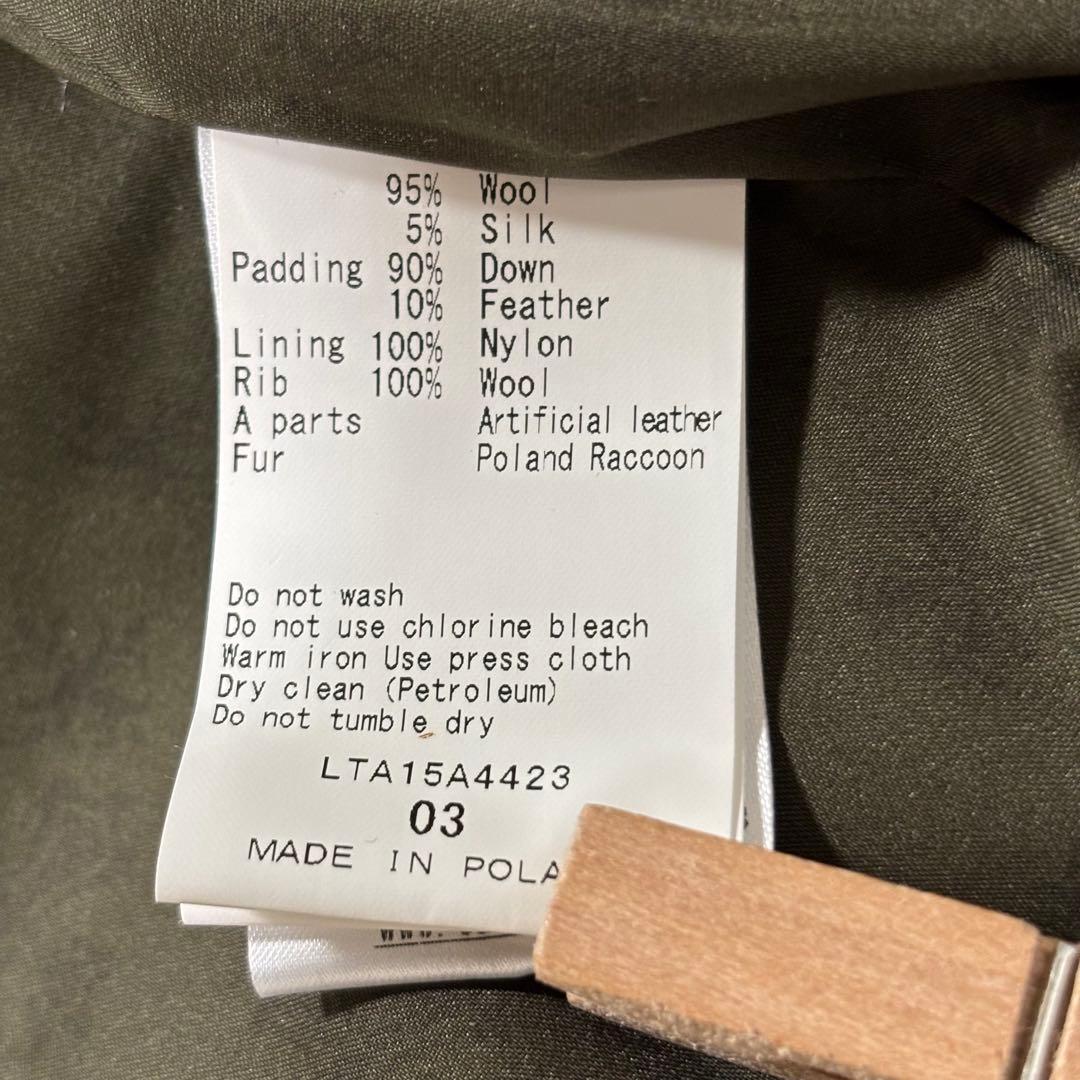 95% Wool
5% Silk
Padding 90% Down
10% Feather
Lining 100% Nylon
Rib 100% Wool
A parts Artificial leather
Fur Poland Raccoon
Do not wash
Do not use chlorine bleach
Warm iron Use press cloth
Dry clean (Petroleum)
Do not tumble dry
LTA15A4423
03
MADE IN POLA
www.